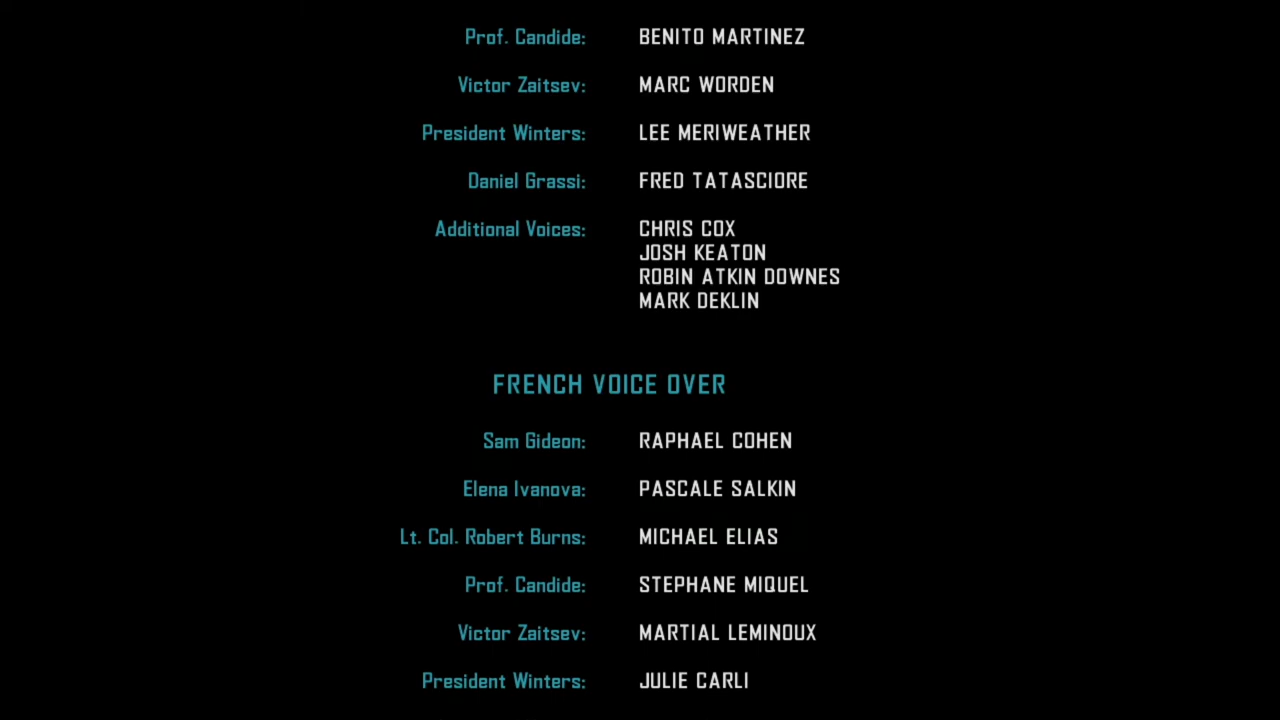 Prof. Candide: BENITO MARTINEZ
Victor Zaitsev: MARC WORDEN
President Winters: LEE MERIWEATHER
Daniel Grassi: FRED TATASCIORE
Additional Voices: CHRIS COX
JOSH KEATON
ROBIN ATKIN DOWNES
MARK DEKLIN
FRENCH VOICE OVER
Sam Gideon: RAPHAEL COHEN
Elena Ivanova: PASCALE SALKIN
Lt. Col. Robert Burns: MICHAEL ELIAS
Prof. Candide: STEPHANE MIQUEL
Victor Zaitsev: MARTIAL LEMINOUX
President Winters: JULIE CARLI